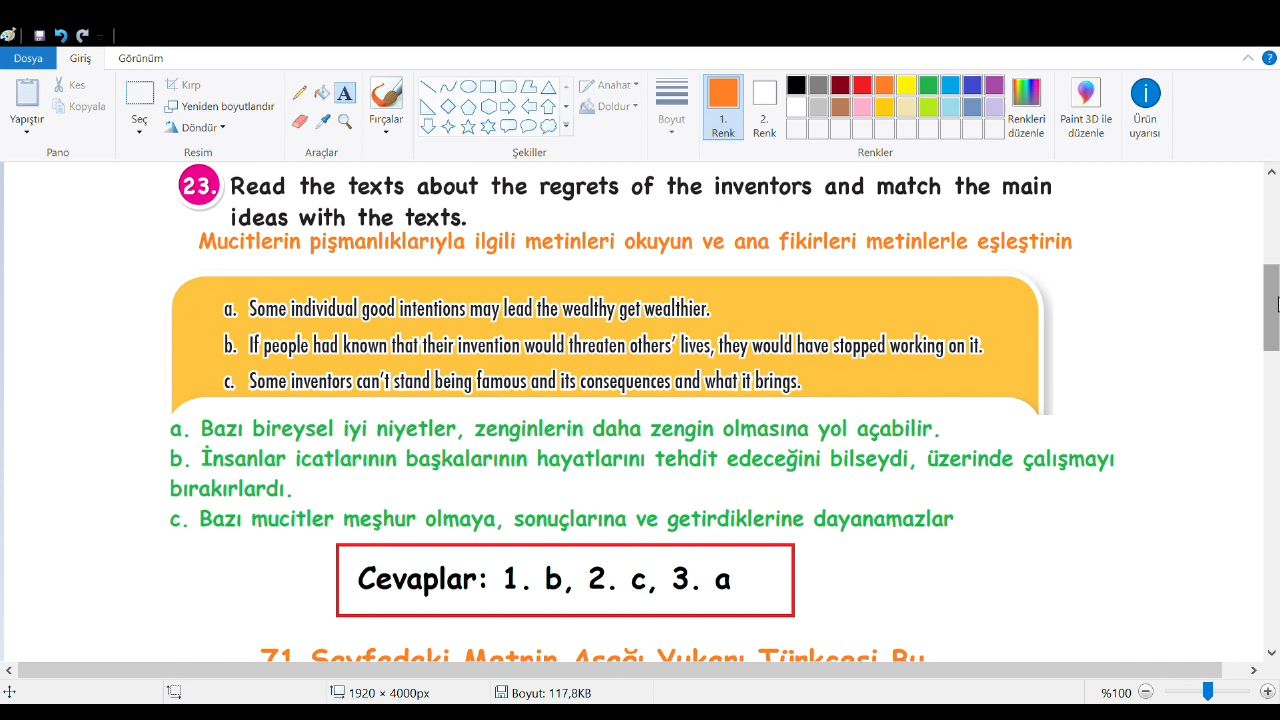 Dosya Giriş Görünüm
Yapıştır
Kes
Kopyala
Seç
Kırp
Yeniden boyutlandır
Döndür
Fırçalar
Anahat
Doldur
Boyut
1.
Renk
2.
Renk
Renkleri
düzenle
Paint 3D ile
düzenle
Ürün
uyarısı
Pano Resim Araçlar Şekiller Renkler
23. Read the texts about the regrets of the inventors and match the main
ideas with the texts.
Mucitlerin pişmanlıklarıyla ilgili metinleri okuyun ve ana fikirleri metinlerle eşleştirin
a. Some individual good intentions may lead the wealthy get wealthier.
b. If people had known that their invention would threaten others' lives, they would have stopped working on it.
c. Some inventors can't stand being famous and its consequences and what it brings.
a. Bazı bireysel iyi niyetler, zenginlerin daha zengin olmasına yol açabilir.
b. İnsanlar icatlarının başkalarının hayatlarını tehdit edeceğini bilseydi, üzerinde çalışmayı
bırakırlardı.
c. Bazı mucitler meşhur olmaya, sonuçlarına ve getirdiklerine dayanamazlar
Cevaplar: 1. b, 2. c, 3. a
71. Sayfadaki Metnin Aşağı Yukarı Türkçesi Bu
1920 × 4000px Boyut: 117,8KB %100